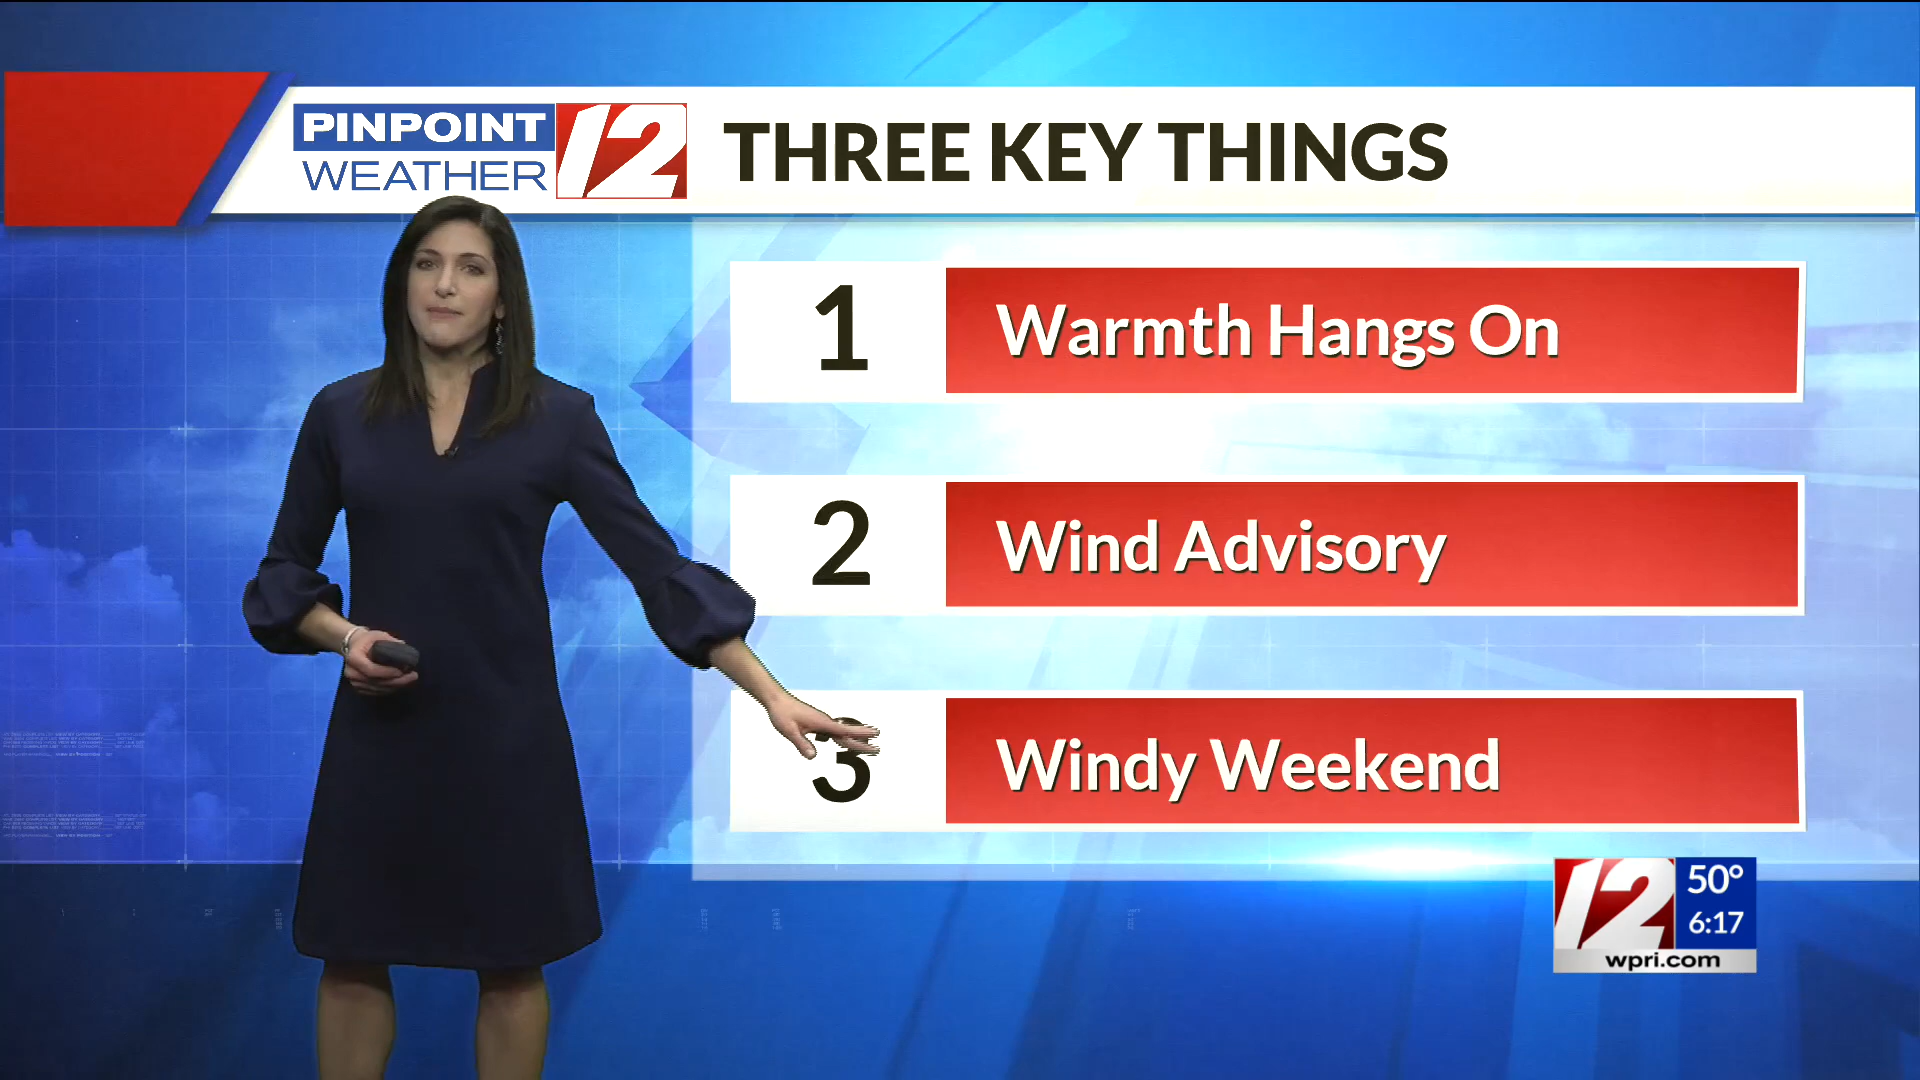 PINPOINT
WEATHER
12
THREE KEY THINGS
1
Warmth Hangs On
2
Wind Advisory
3
Windy Weekend
12
50°
6:17
wpri.com